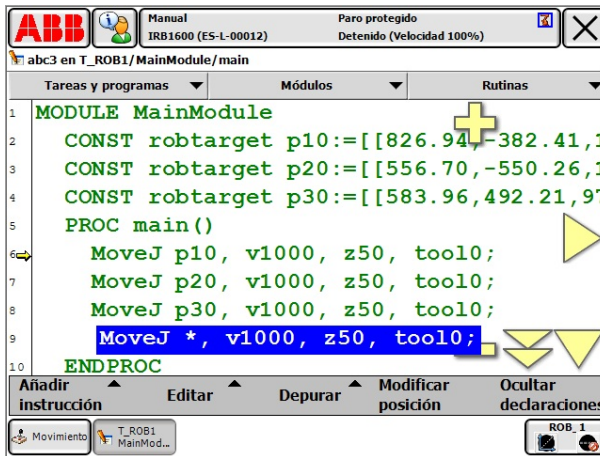 ABB
Manual
IRB1600 (ES-L-00012)
Paro protegido
Detenido (Velocidad 100%)
abc3 en T_ROB1/MainModule/main
Tareas y programas Módulos Rutinas
1 MODULE MainModule
2 CONST robtarget p10:=[[826.94,-382.41,1
3 CONST robtarget p20:=[[556.70,-550.26,1
4 CONST robtarget p30:=[[583.96,492.21,97
5 PROC main()
6 MoveJ p10, v1000, z50, tool0;
7 MoveJ p20, v1000, z50, tool0;
8 MoveJ p30, v1000, z50, tool0;
9 MoveJ *, v1000, z50, tool0;
10 ENDPROC
Añadir instrucción
Editar
Depurar
Modificar posición
Ocultar declaraciones
Movimiento
T_ROB1
MainMod...
ROB_1